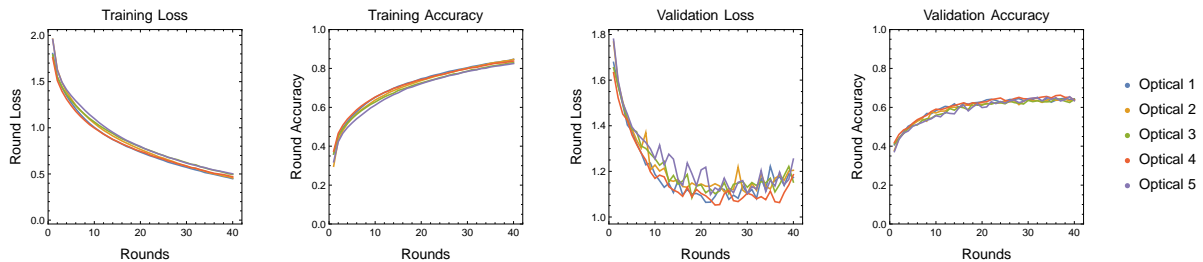 Training Loss
Round Loss
2.0
1.5
1.0
0.5
0.0
0 10 20 30 40
Rounds
Training Accuracy
Round Accuracy
1.0
0.8
0.6
0.4
0.2
0.0
0 10 20 30 40
Rounds
Validation Loss
Round Loss
1.8
1.6
1.4
1.2
1.0
0 10 20 30 40
Rounds
Validation Accuracy
Round Accuracy
1.0
0.8
0.6
0.4
0.2
0.0
0 10 20 30 40
Rounds
Optical 1
Optical 2
Optical 3
Optical 4
Optical 5